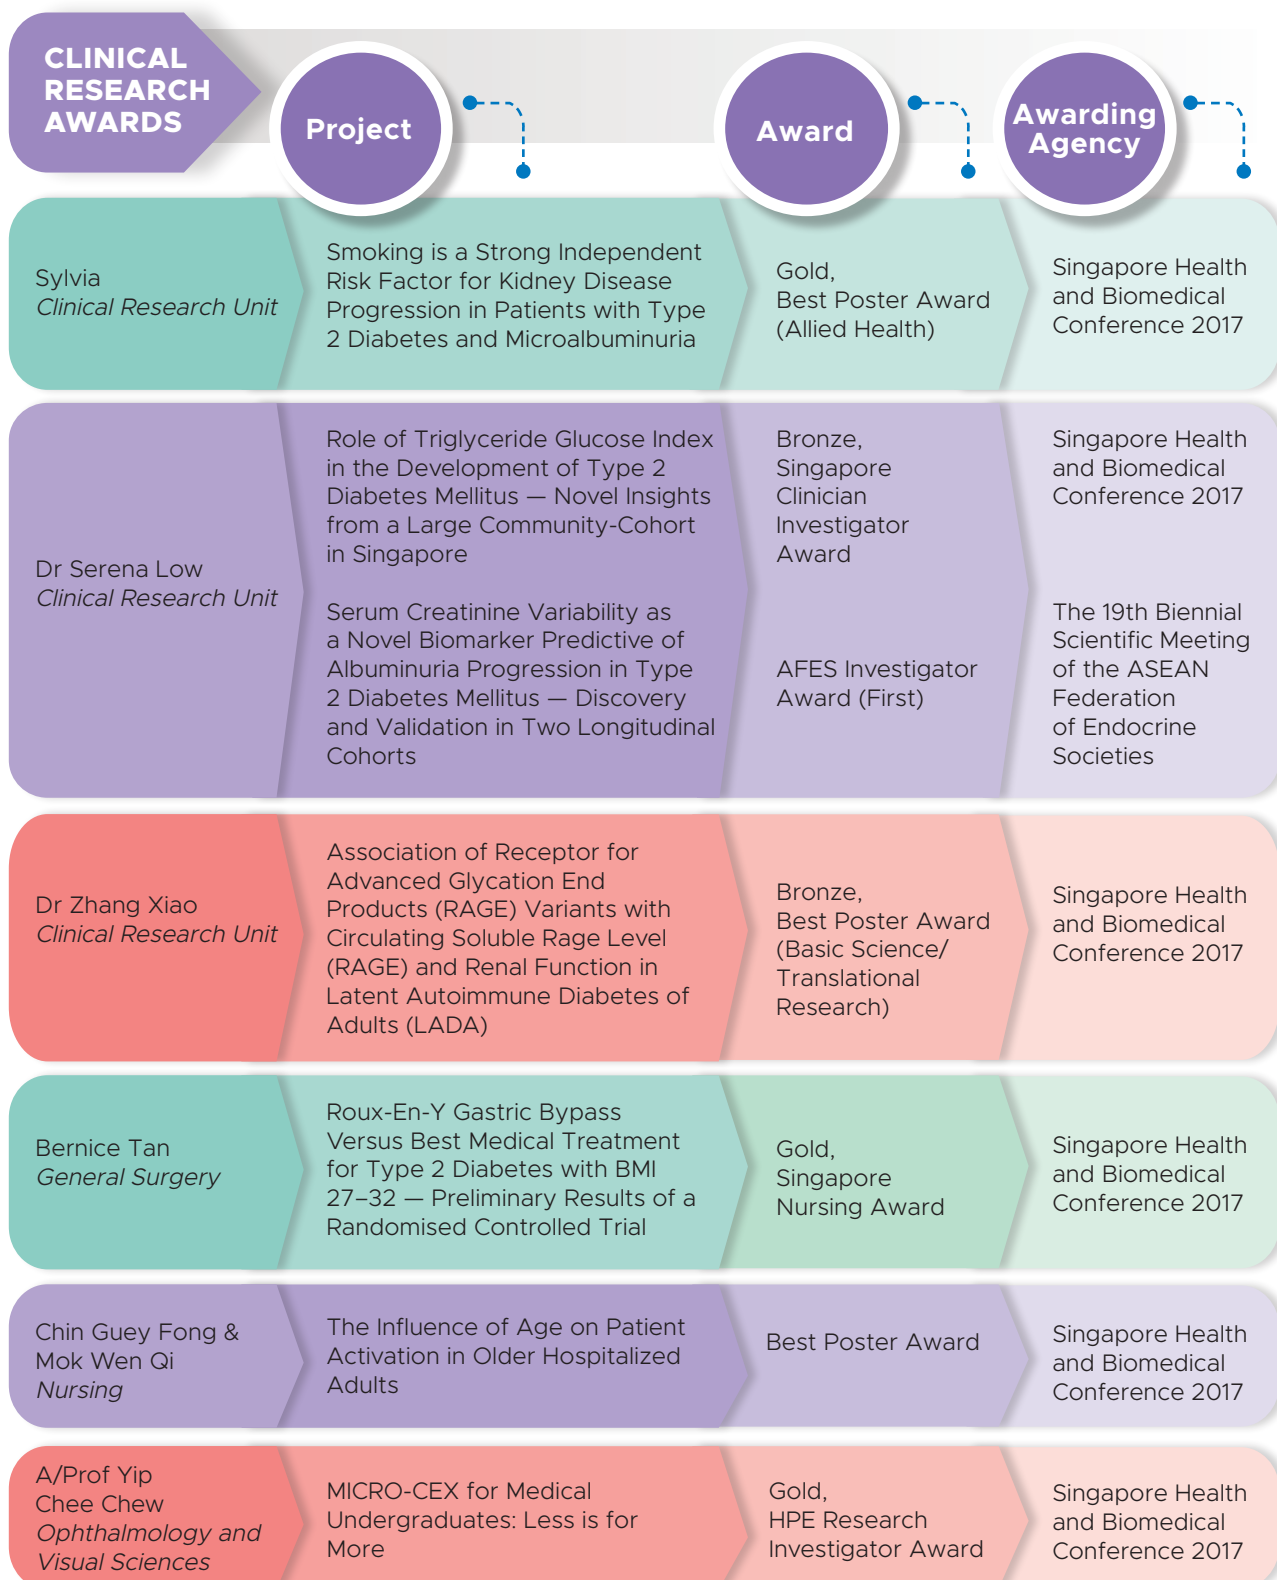 CLINICAL
RESEARCH
AWARDS
Project
Award
Awarding
Agency
Sylvia
Clinical Research Unit
Smoking is a Strong Independent
Risk Factor for Kidney Disease
Progression in Patients with Type
2 Diabetes and Microalbuminuria
Gold,
Best Poster Award
(Allied Health)
Singapore Health
and Biomedical
Conference 2017
Dr Serena Low
Clinical Research Unit
Role of Triglyceride Glucose Index
in the Development of Type 2
Diabetes Mellitus — Novel Insights
from a Large Community-Cohort
in Singapore
Bronze,
Singapore
Clinician
Investigator
Award
Singapore Health
and Biomedical
Conference 2017
Serum Creatinine Variability as
a Novel Biomarker Predictive of
Albuminuria Progression in Type
2 Diabetes Mellitus — Discovery
and Validation in Two Longitudinal
Cohorts
AFES Investigator
Award (First)
The 19th Biennial
Scientific Meeting
of the ASEAN
Federation
of Endocrine
Societies
Dr Zhang Xiao
Clinical Research Unit
Association of Receptor for
Advanced Glycation End
Products (RAGE) Variants with
Circulating Soluble Rage Level
(RAGE) and Renal Function in
Latent Autoimmune Diabetes of
Adults (LADA)
Bronze,
Best Poster Award
(Basic Science/
Translational
Research)
Singapore Health
and Biomedical
Conference 2017
Bernice Tan
General Surgery
Roux-En-Y Gastric Bypass
Versus Best Medical Treatment
for Type 2 Diabetes with BMI
27–32 — Preliminary Results of a
Randomised Controlled Trial
Gold,
Singapore
Nursing Award
Singapore Health
and Biomedical
Conference 2017
Chin Guey Fong &
Mok Wen Qi
Nursing
The Influence of Age on Patient
Activation in Older Hospitalized
Adults
Best Poster Award
Singapore Health
and Biomedical
Conference 2017
A/Prof Yip
Chee Chew
Ophthalmology and
Visual Sciences
MICRO-CEX for Medical
Undergraduates: Less is for
More
Gold,
HPE Research
Investigator Award
Singapore Health
and Biomedical
Conference 2017